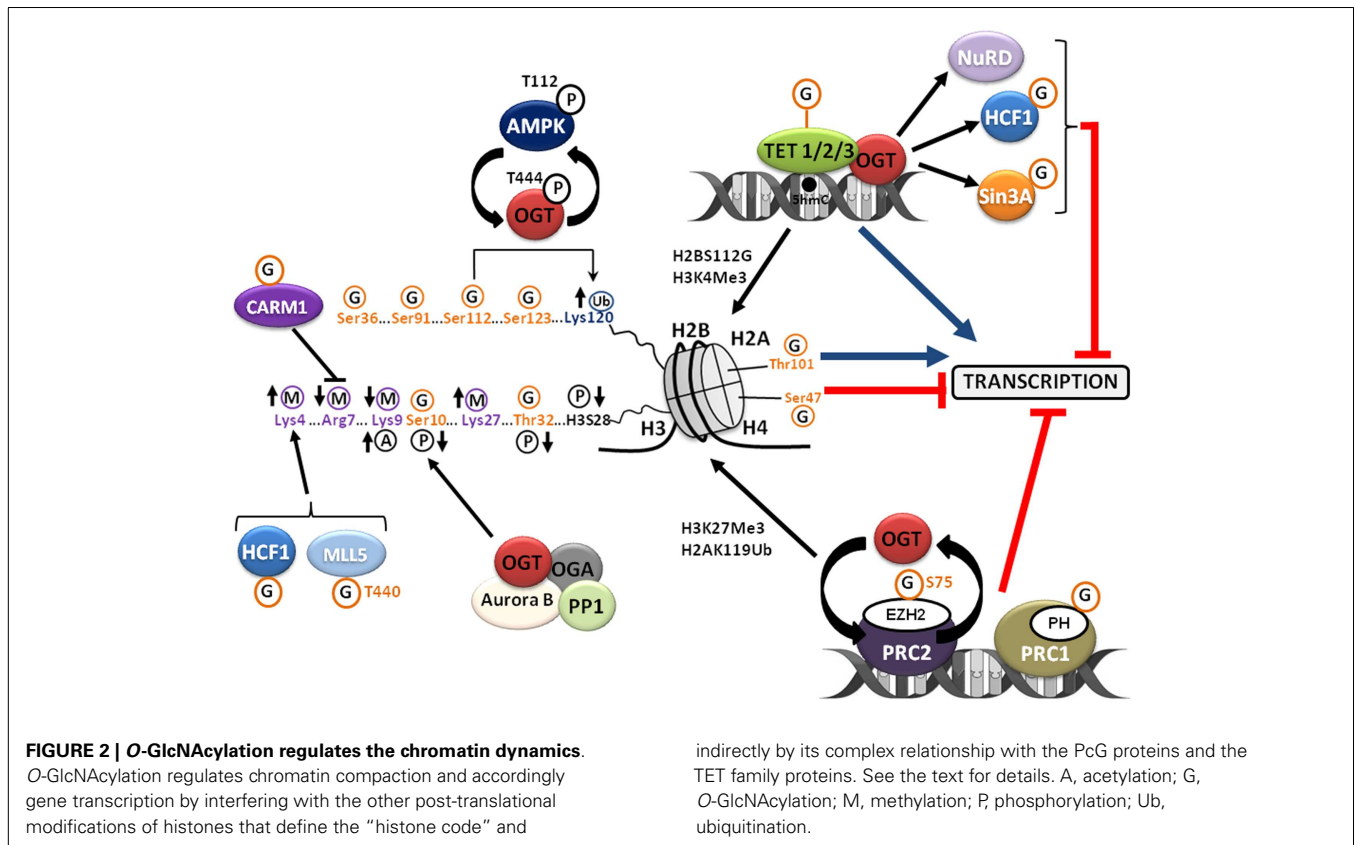 T112
P
AMPK
T444
P
OGT
G
CARM1
G G G G Ub
Ser36...Ser91...Ser112...Ser123...Lys120
M M M G M G P
Lys4...Arg7...Lys9 Ser10...Lys27...Thr32...H3S28
A P P
HCF1
G
MLL5
G T440
OGT
OGA
Aurora B
PP1
G
TET 1/2/3
OGT
5hmC
NuRD
G
HCF1
G
Sin3A
H2BS112G
H3K4Me3
H2B
H2A
G
Thr101
Ser47
G
H3
H4
TRANSCRIPTION
H3K27Me3
H2AK119Ub
OGT
G S75
EZH2
PRC2
G
PH
PRC1
FIGURE 2 | O-GlcNAcylation regulates the chromatin dynamics.
O-GlcNAcylation regulates chromatin compaction and accordingly
gene transcription by interfering with the other post-translational
modifications of histones that define the “histone code” and
indirectly by its complex relationship with the PcG proteins and the
TET family proteins. See the text for details. A, acetylation; G,
O-GlcNAcylation; M, methylation; P, phosphorylation; Ub,
ubiquitination.